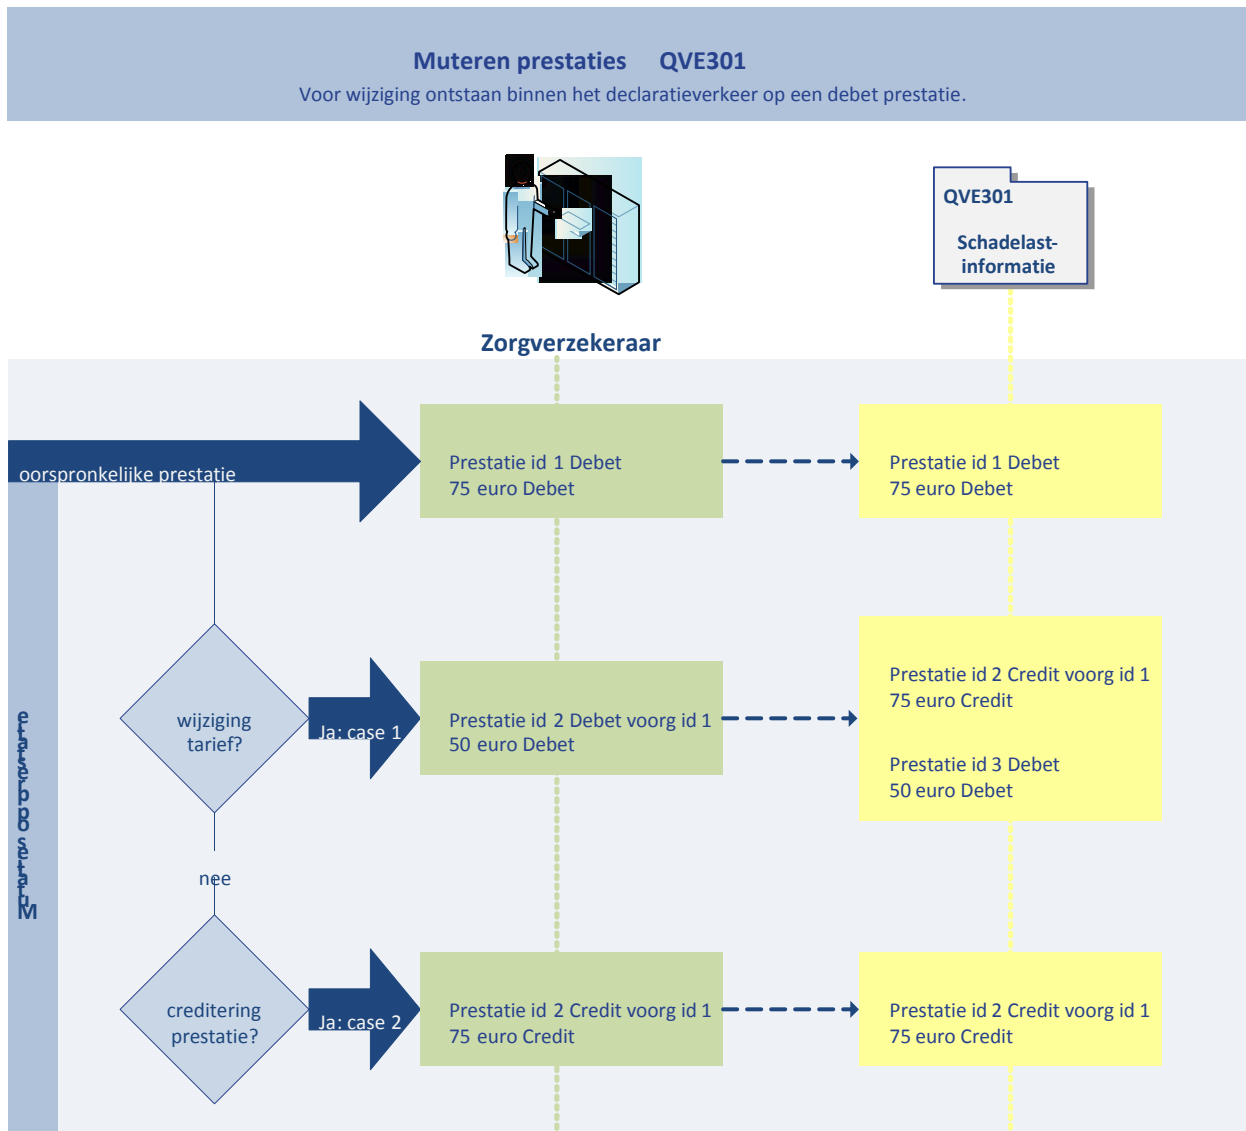 Muteren prestaties QVE301
Voor wijziging ontstaan binnen het declaratieverkeer op een debet prestatie.
QVE301
Schadelast-
informatie
Zorgverzekeraar
oorspronkelijke prestatie
Prestatie id 1 Debet
75 euro Debet
Prestatie id 1 Debet
75 euro Debet
Mutaties op prestatie
wijziging
tarief?
Ja: case 1
Prestatie id 2 Debet voorg id 1
50 euro Debet
Prestatie id 2 Credit voorg id 1
75 euro Credit
Prestatie id 3 Debet
50 euro Debet
nee
creditering
prestatie?
Ja: case 2
Prestatie id 2 Credit voorg id 1
75 euro Credit
Prestatie id 2 Credit voorg id 1
75 euro Credit